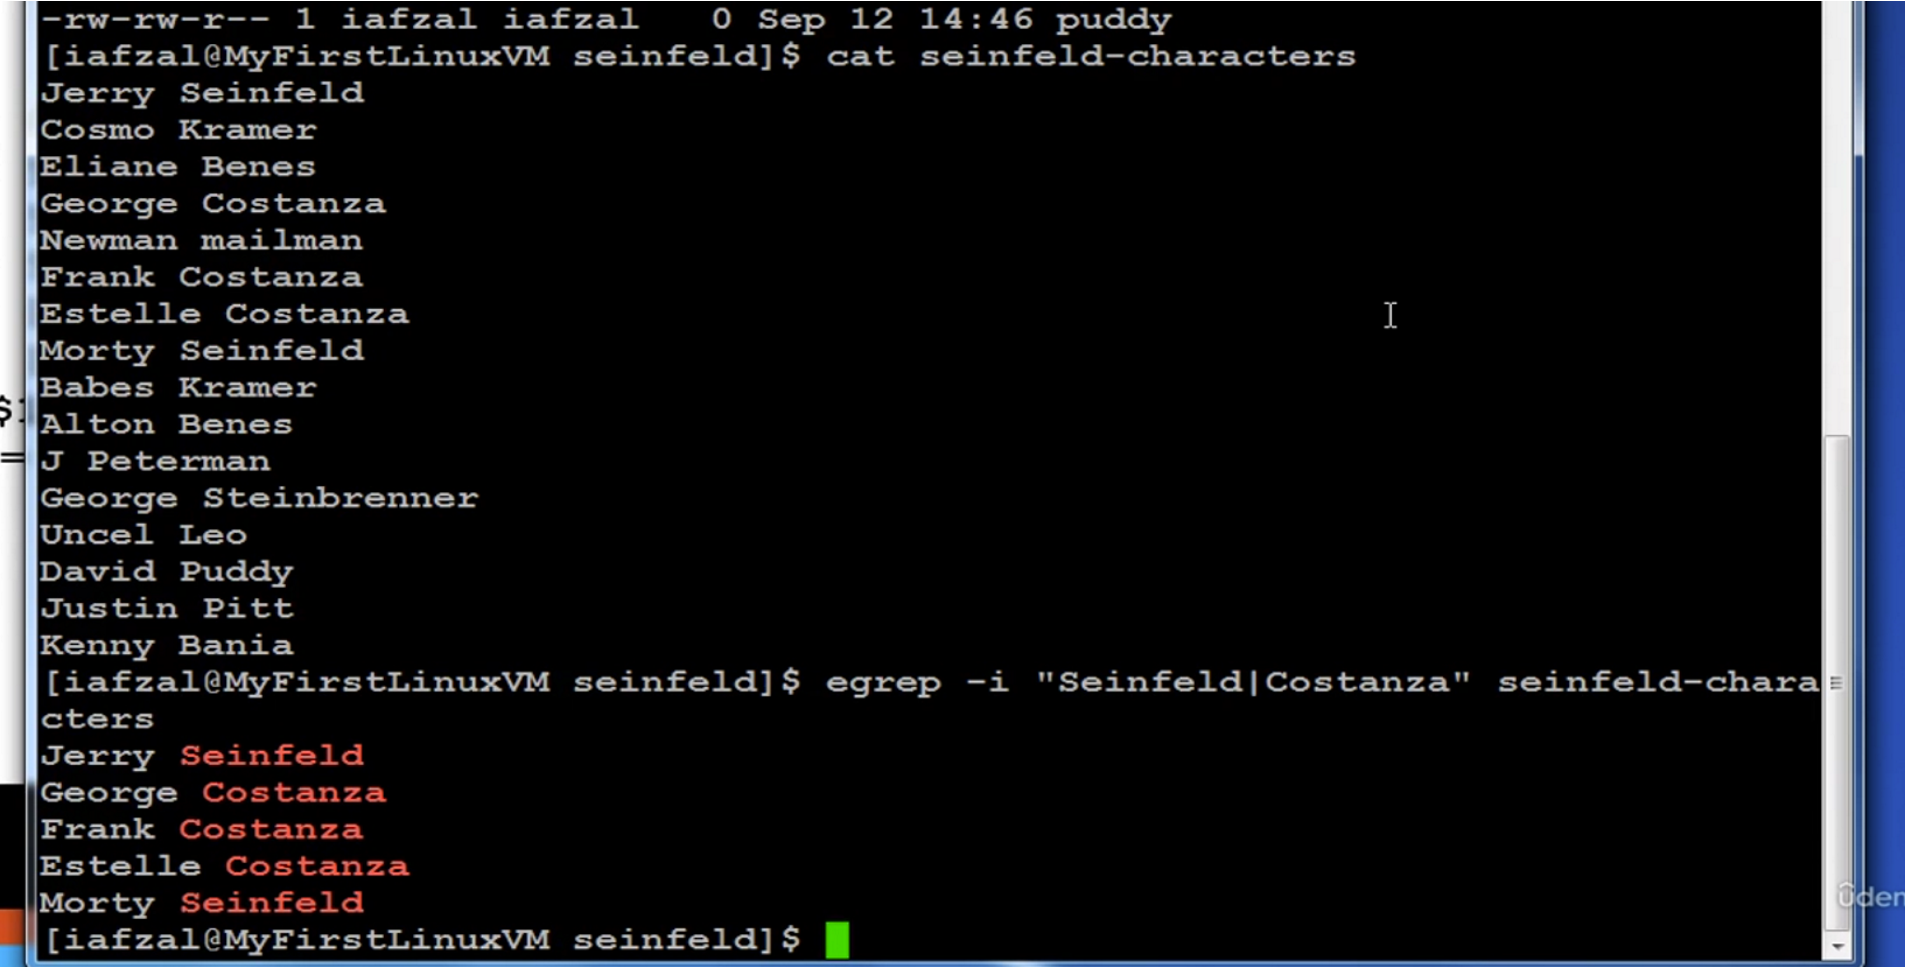 -rw-rw-r-- 1 iafzal iafzal   0 Sep 12 14:46 puddy
[iafzal@MyFirstLinuxVM seinfeld]$ cat seinfeld-characters
Jerry Seinfeld
Cosmo Kramer
Eliane Benes
George Costanza
Newman mailman
Frank Costanza
Estelle Costanza
Morty Seinfeld
Babes Kramer
Alton Benes
J Peterman
George Steinbrenner
Uncel Leo
David Puddy
Justin Pitt
Kenny Bania
[iafzal@MyFirstLinuxVM seinfeld]$ egrep -i "Seinfeld|Costanza" seinfeld-chara
cters
Jerry Seinfeld
George Costanza
Frank Costanza
Estelle Costanza
Morty Seinfeld
[iafzal@MyFirstLinuxVM seinfeld]$